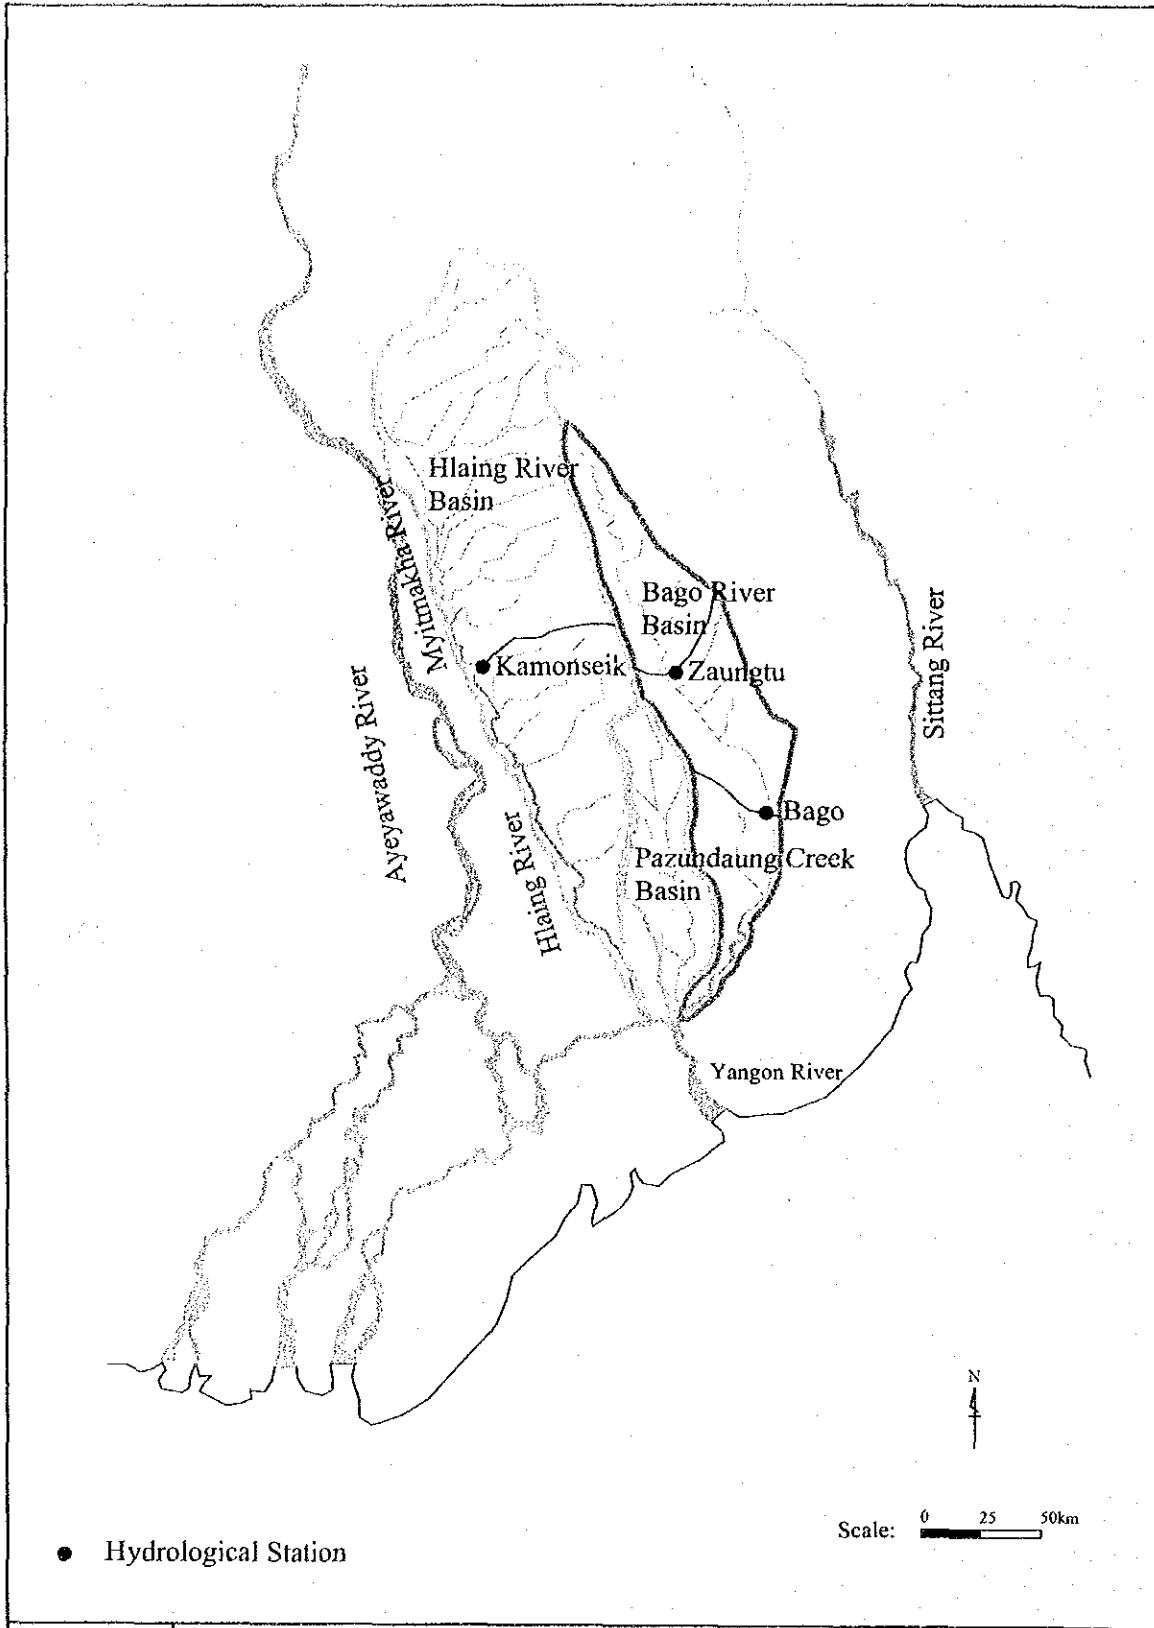 Hlaing River
Basin
Myitmakha River
Bago River
Basin
Kamonseik
Zaungtu
Sittang River
Ayeyawaddy River
Bago
Hlaing River
Pazundaung Creek
Basin
Yangon River
N
Scale:
0 25 50km
Hydrological Station